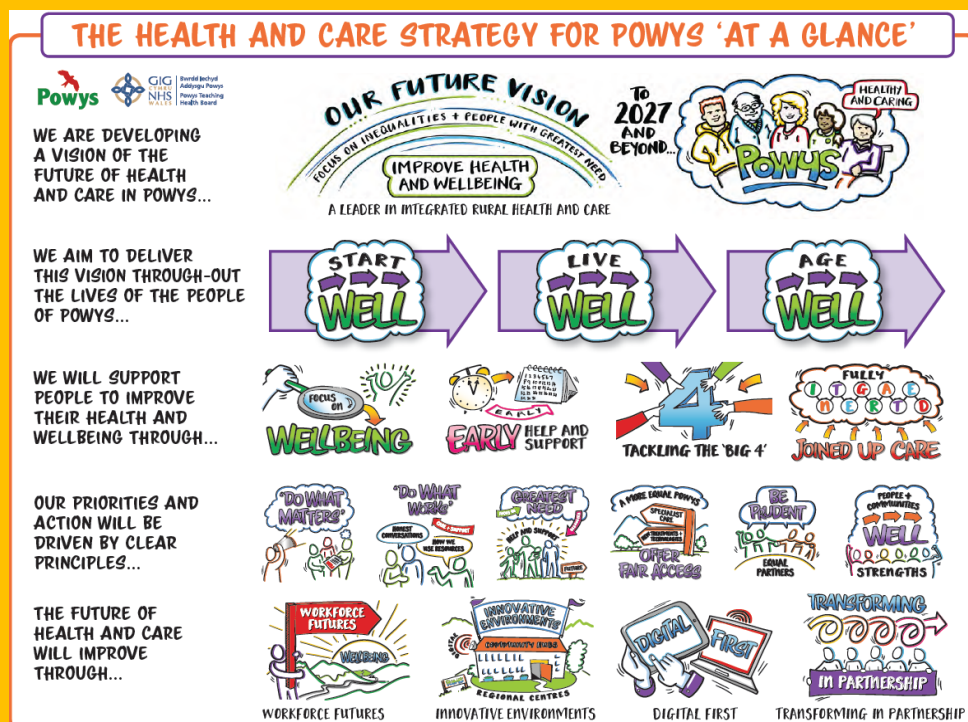 THE HEALTH AND CARE STRATEGY FOR POWYS 'AT A GLANCE'
Powys
GIG
CYMRU
NHS
WALES
Bwrdd Iechyd
Addysgu Powys
Powys Teaching
Health Board
WE ARE DEVELOPING
A VISION OF THE
FUTURE OF HEALTH
AND CARE IN POWYS...
OUR FUTURE VISION
FOCUS ON INEQUALITIES + PEOPLE WITH GREATEST NEED
IMPROVE HEALTH
AND WELLBEING
A LEADER IN INTEGRATED RURAL HEALTH AND CARE
TO
2027
AND
BEYOND...
HEALTHY
AND CARING
POWYS
WE AIM TO DELIVER
THIS VISION THROUGH-OUT
THE LIVES OF THE PEOPLE
OF POWYS...
START
WELL
LIVE
WELL
AGE
WELL
WE WILL SUPPORT
PEOPLE TO IMPROVE
THEIR HEALTH AND
WELLBEING THROUGH...
FOCUS
ON
WELLBEING
EARLY
EARLY
HELP AND
SUPPORT
4
TACKLING THE 'BIG 4'
FULLY
I T G A E
N E R T D
JOINED UP CARE
OUR PRIORITIES AND
ACTION WILL BE
DRIVEN BY CLEAR
PRINCIPLES...
'DO WHAT
MATTERS'
'DO WHAT
WORKS'
HONEST
CONVERSATIONS
HOW WE
USE RESOURCES
GREATEST
NEED
HELP AND SUPPORT
FUTURE
A MORE EQUAL POWYS
SPECIALIST
CARE
NEW TREATMENTS +
TECHNOLOGIES
OFFER
FAIR ACCESS
BE
PRUDENT
EQUAL
PARTNERS
PEOPLE +
COMMUNITIES
WELL
STRENGTHS
THE FUTURE OF
HEALTH AND CARE
WILL IMPROVE
THROUGH...
WORKFORCE
FUTURES
WELLBEING
WORKFORCE FUTURES
INNOVATIVE
ENVIRONMENTS
COMMUNITY HUBS
REGIONAL CENTRES
INNOVATIVE ENVIRONMENTS
DIGITAL
FIRST
DIGITAL FIRST
TRANSFORMING
IN PARTNERSHIP
TRANSFORMING IN PARTNERSHIP